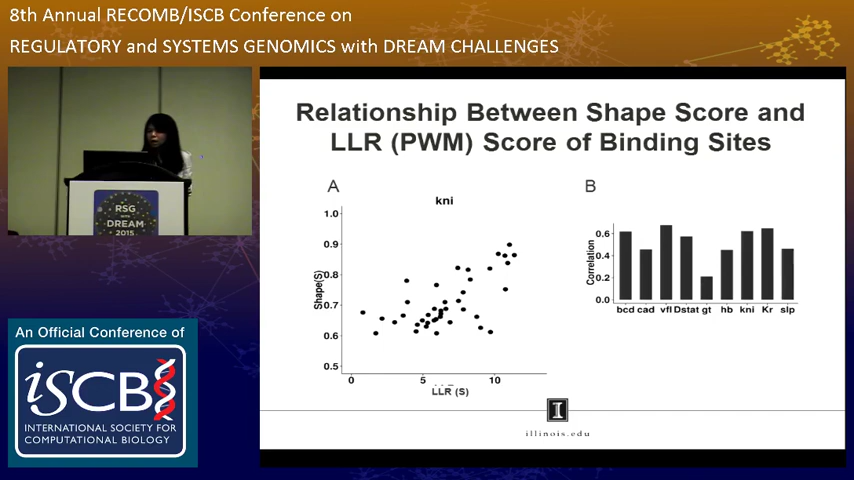 8th Annual RECOMB/ISCB Conference on
REGULATORY and SYSTEMS GENOMICS with DREAM CHALLENGES
RSG
WITH
DREAM
2015
An Official Conference of
iSCB
INTERNATIONAL SOCIETY FOR
COMPUTATIONAL BIOLOGY
Relationship Between Shape Score and
LLR (PWM) Score of Binding Sites
A
kni
1.0
0.9
0.8
0.7
0.6
0.5
Shape(S)
0
5
10
LLR (S)
B
Correlation
0.6
0.4
0.2
0.0
bcd cad vfl Dstat gt hb kni Kr slp
I
illinois.edu